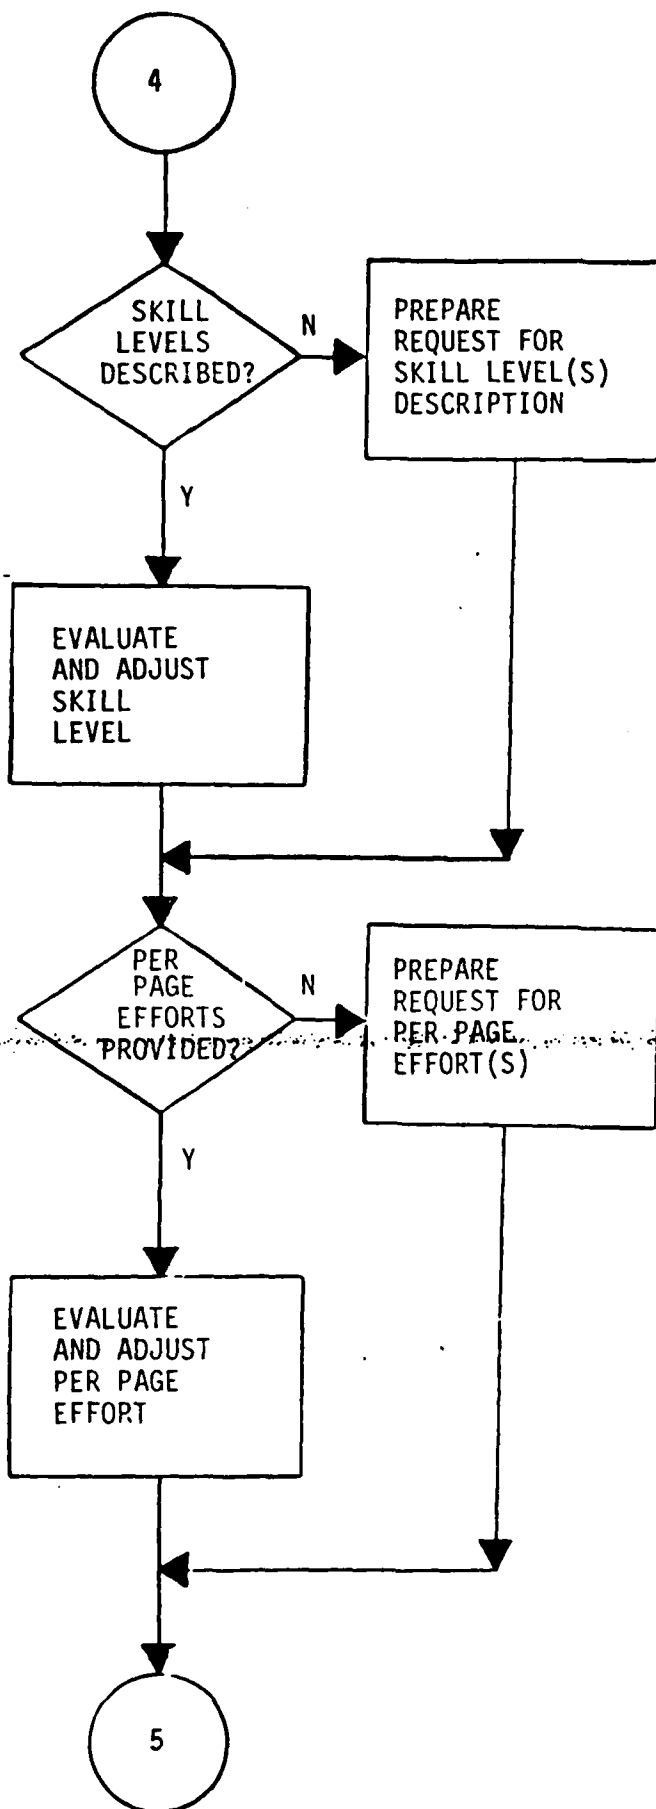 4
SKILL
LEVELS
DESCRIBED?
N
PREPARE
REQUEST FOR
SKILL LEVEL(S)
DESCRIPTION
Y
EVALUATE
AND ADJUST
SKILL
LEVEL
PER
PAGE
EFFORTS
PROVIDED?
N
PREPARE
REQUEST FOR
PER PAGE
EFFORT(S)
Y
EVALUATE
AND ADJUST
PER PAGE
EFFORT
5